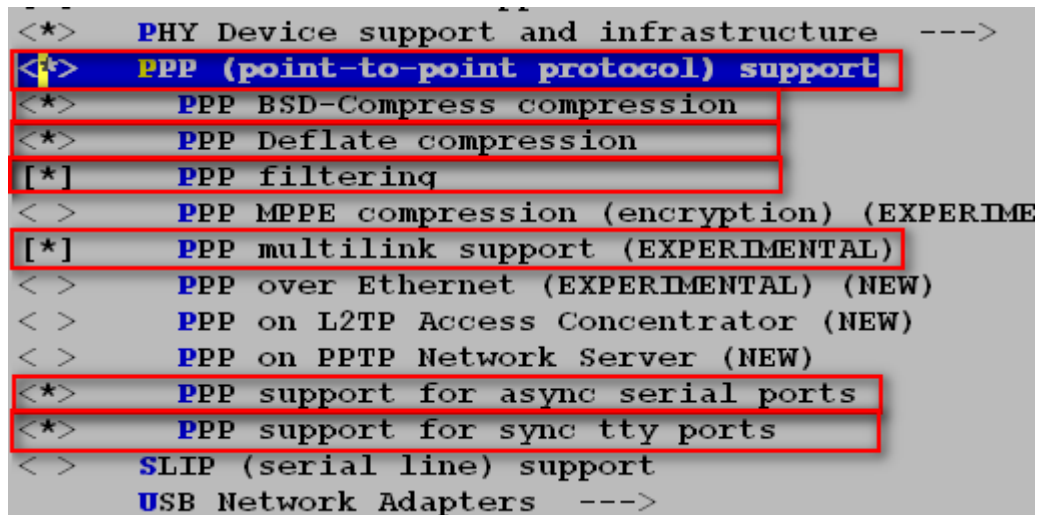 <*> PHY Device support and infrastructure --->
<*> PPP (point-to-point protocol) support
<*> PPP BSD-Compress compression
<*> PPP Deflate compression
[*] PPP filtering
< > PPP MPPE compression (encryption) (EXPERIME
[*] PPP multilink support (EXPERIMENTAL)
< > PPP over Ethernet (EXPERIMENTAL) (NEW)
< > PPP on L2TP Access Concentrator (NEW)
< > PPP on PPTP Network Server (NEW)
<*> PPP support for async serial ports
<*> PPP support for sync tty ports
< > SLIP (serial line) support
USB Network Adapters --->